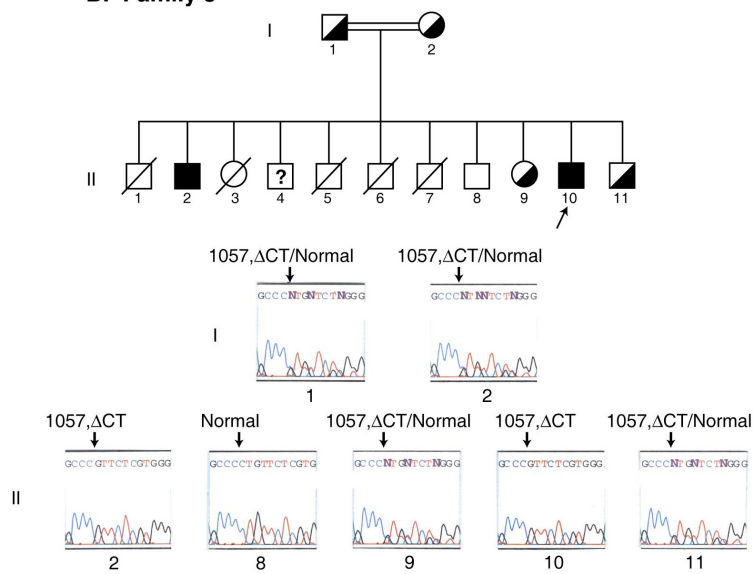 I
1 2
II
?
1 2 3 4 5 6 7 8 9 10 11
1057,ΔCT/Normal 1057,ΔCT/Normal
GCCCNTGNTCTNGGG GCCCNTNNTCTNGGG
I
1 2
1057,ΔCT Normal 1057,ΔCT/Normal 1057,ΔCT 1057,ΔCT/Normal
GCCCGTTCTCGTGGG GCCCCTGTTCTCGTG GCCCNTGNTCTNGGG GCCCGTTCTCGTGGG GCCCNTGNTCTNGGG
II
2 8 9 10 11